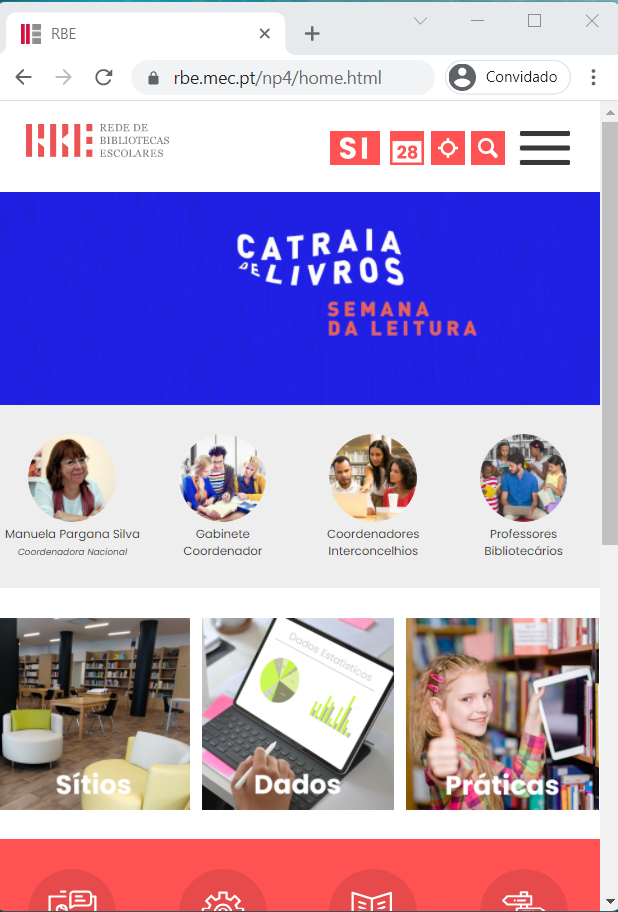 RBE
rbe.mec.pt/np4/home.html
Convidado
REDE DE
BIBLIOTECAS
ESCOLARES
SI
28
CATRAIA
DE LIVROS
SEMANA
DA LEITURA
Manuela Pargana Silva
Coordenadora Nacional
Gabinete
Coordenador
Coordenadores
Interconcelhios
Professores
Bibliotecários
Sítios
Dados Estatísticos
Dados
Práticas